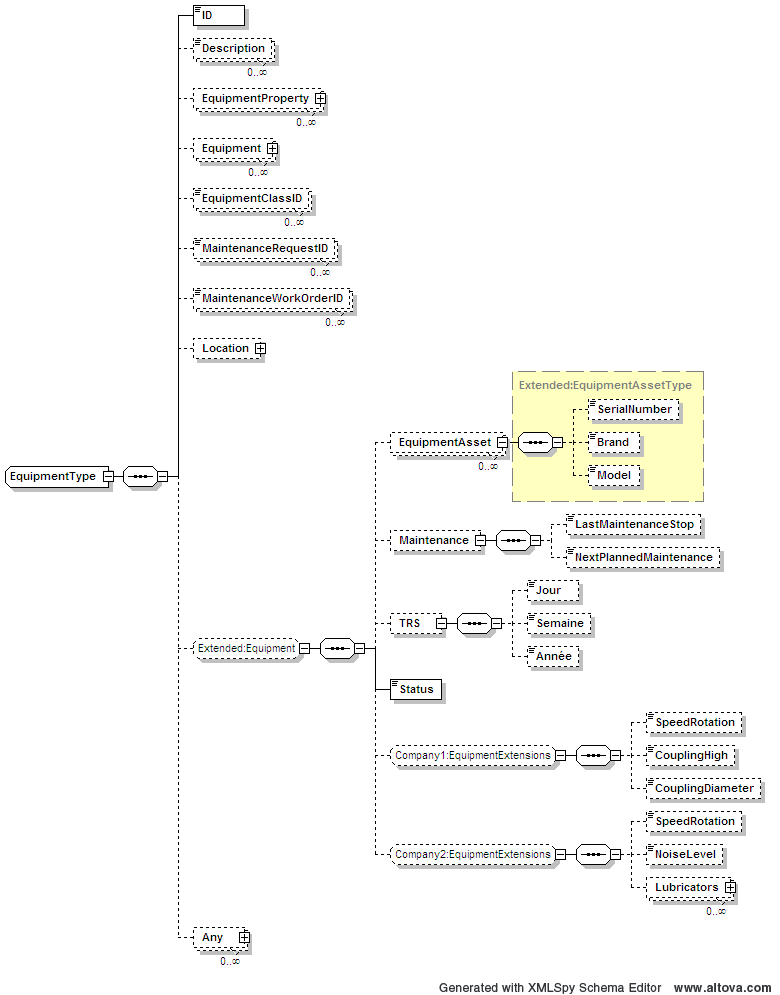 ID
Description
0..∞
EquipmentProperty
0..∞
Equipment
0..∞
EquipmentClassID
0..∞
MaintenanceRequestID
0..∞
MaintenanceWorkOrderID
0..∞
Location
Extended:EquipmentAssetType
SerialNumber
EquipmentAsset
0..∞
Brand
Model
EquipmentType
LastMaintenanceStop
Maintenance
NextPlannedMaintenance
Jour
TRS
Semaine
Année
Extended:Equipment
Status
SpeedRotation
Company1:EquipmentExtensions
CouplingHigh
CouplingDiameter
SpeedRotation
Company2:EquipmentExtensions
NoiseLevel
Lubricators
0..∞
Any
0..∞
Generated with XMLSpy Schema Editor www.altova.com